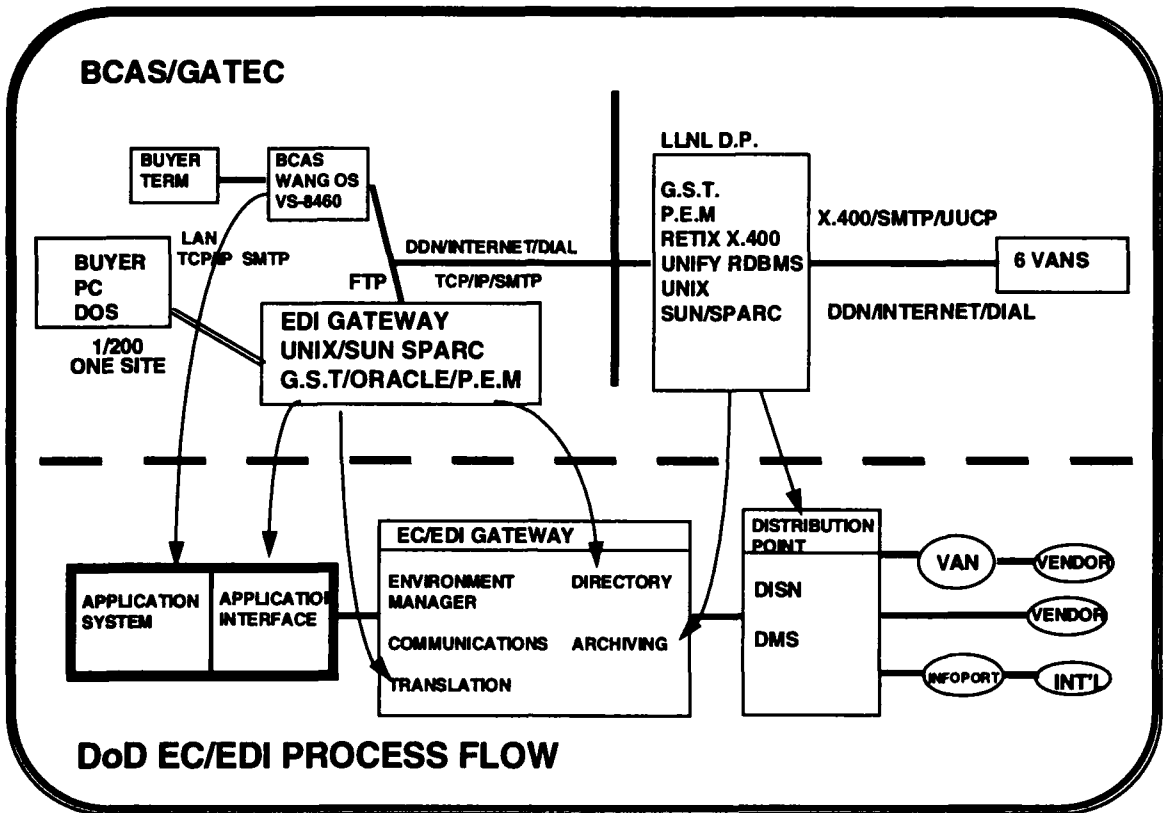 BCAS/GATEC
BUYER
TERM
BCAS
WANG OS
VS-8460
LAN
TCP/IP SMTP
BUYER
PC
DOS
1/200
ONE SITE
FTP
DDN/INTERNET/DIAL
TCP/IP/SMTP
EDI GATEWAY
UNIX/SUN SPARC
G.S.T/ORACLE/P.E.M
LLNL D.P.
G.S.T.
P.E.M
RETIX X.400
UNIFY RDBMS
UNIX
SUN/SPARC
X.400/SMTP/UUCP
DDN/INTERNET/DIAL
6 VANS
APPLICATION
SYSTEM
APPLICATION
INTERFACE
EC/EDI GATEWAY
ENVIRONMENT
MANAGER
COMMUNICATIONS
TRANSLATION
DIRECTORY
ARCHIVING
DISTRIBUTION
POINT
DISN
DMS
VAN
VENDOR
VENDOR
INFOPORT
INT'L
DoD EC/EDI PROCESS FLOW